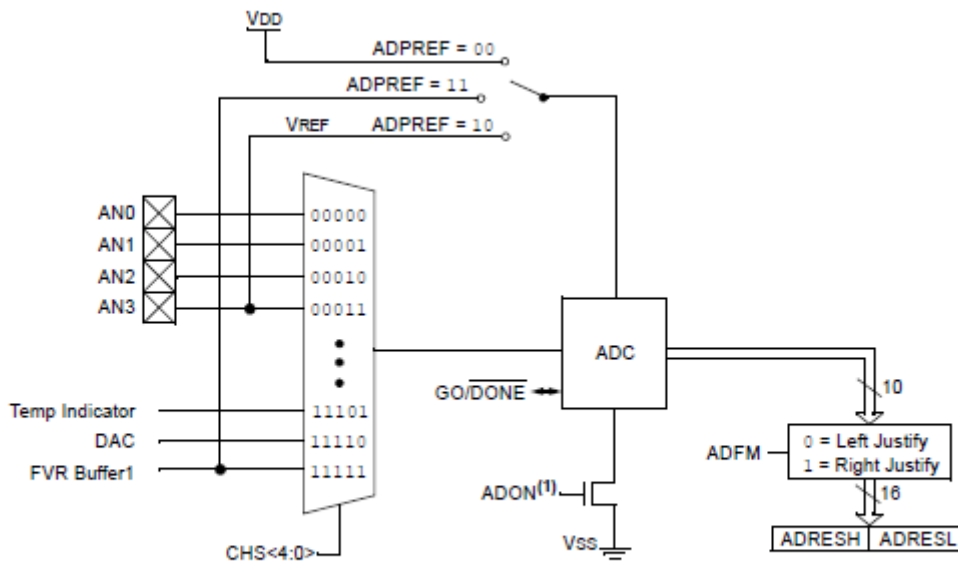 VDD
ADPREF = 00
ADPREF = 11
VREF ADPREF = 10
AN0 00000
AN1 00001
AN2 00010
AN3 00011
ADC
GO/DONE
10
Temp Indicator 11101
DAC 11110
FVR Buffer1 11111
ADFM
0 = Left Justify
1 = Right Justify
ADON(1)
16
VSS
CHS<4:0>
ADRESH ADRESL